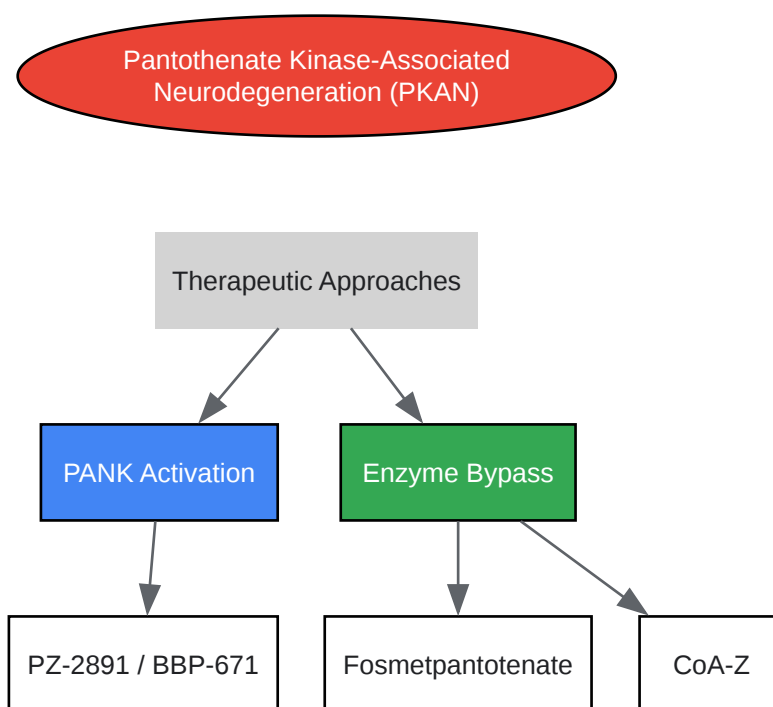 Pantothenate Kinase-Associated
Neurodegeneration (PKAN)
Therapeutic Approaches
PANK Activation
Enzyme Bypass
PZ-2891 / BBP-671
Fosmetpantotenate
CoA-Z